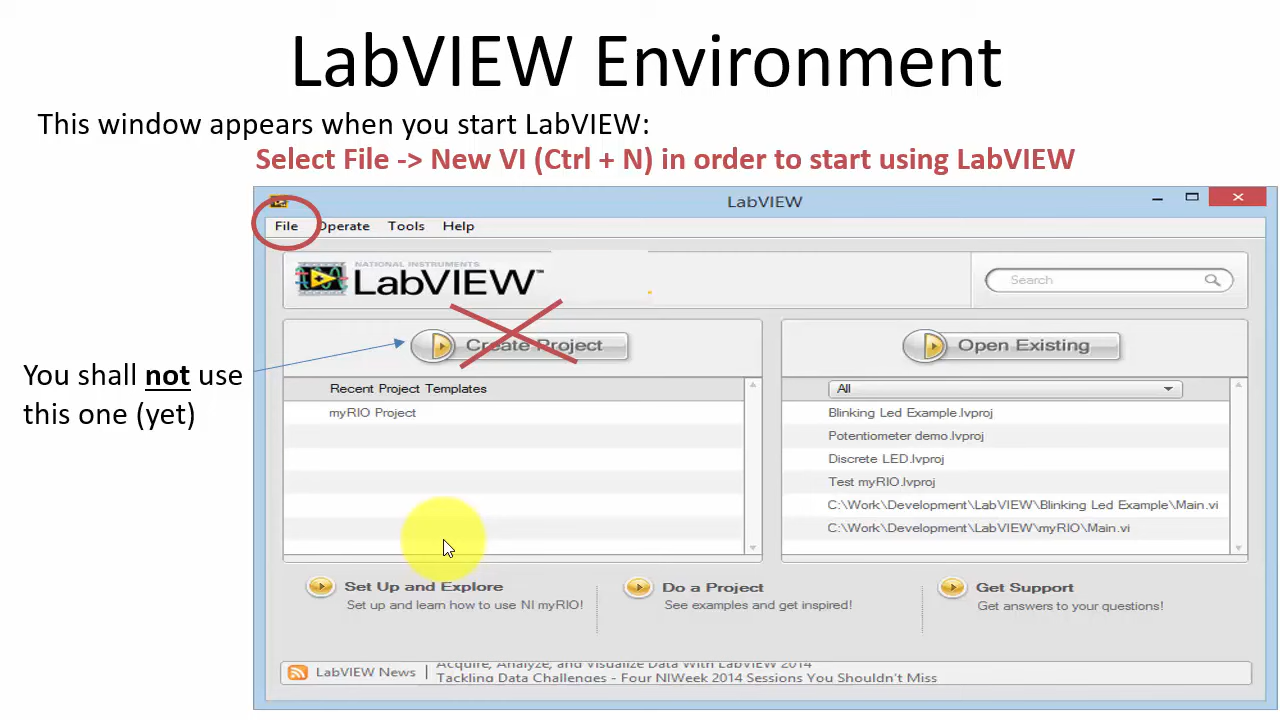 LabVIEW Environment
This window appears when you start LabVIEW:
Select File -> New VI (Ctrl + N) in order to start using LabVIEW
LabVIEW
File Operate Tools Help
NATIONAL INSTRUMENTS
LabVIEW™
Search
Create Project
Open Existing
You shall not use
this one (yet)
Recent Project Templates
myRIO Project
All
Blinking Led Example.lvproj
Potentiometer demo.lvproj
Discrete LED.lvproj
Test myRIO.lvproj
C:\Work\Development\LabVIEW\Blinking Led Example\Main.vi
C:\Work\Development\LabVIEW\myRIO\Main.vi
Set Up and Explore
Set up and learn how to use NI myRIO!
Do a Project
See examples and get inspired!
Get Support
Get answers to your questions!
LabVIEW News
Acquire, Analyze, and Visualize Data With LabVIEW 2014
Tackling Data Challenges - Four NIWeek 2014 Sessions You Shouldn't Miss